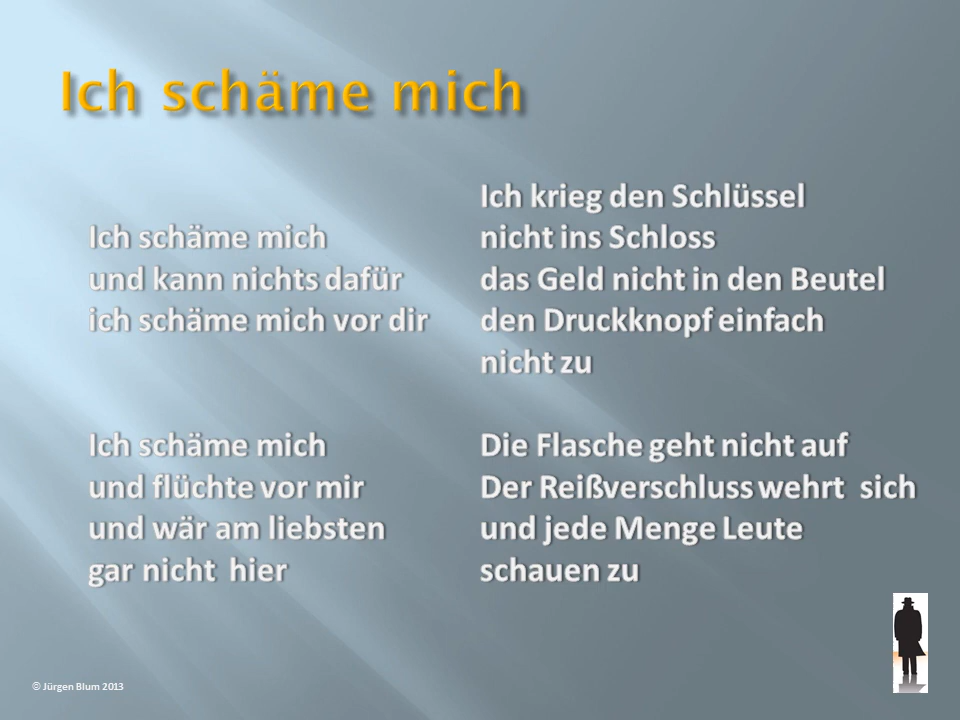 Ich schäme mich
Ich schäme mich
und kann nichts dafür
ich schäme mich vor dir
Ich schäme mich
und flüchte vor mir
und wär am liebsten
gar nicht hier
Ich krieg den Schlüssel
nicht ins Schloss
das Geld nicht in den Beutel
den Druckknopf einfach
nicht zu
Die Flasche geht nicht auf
Der Reißverschluss wehrt sich
und jede Menge Leute
schauen zu
© Jürgen Blum 2013